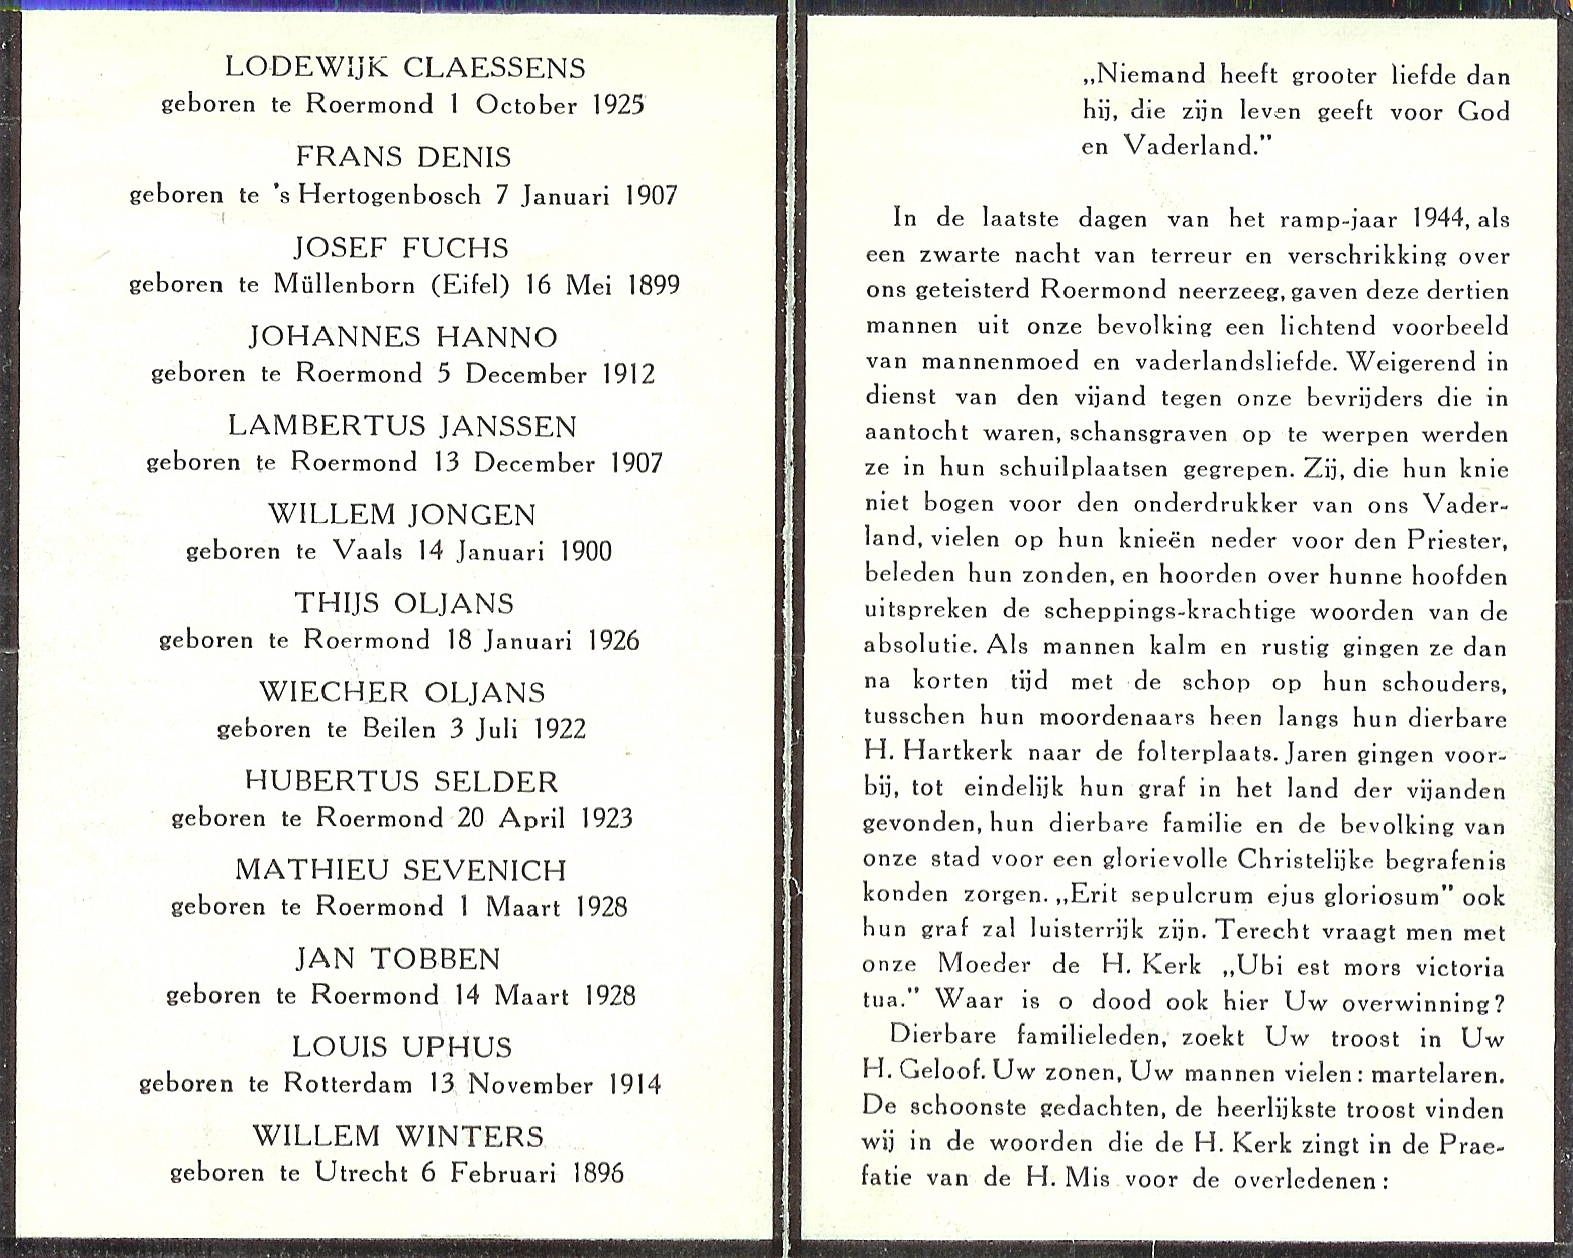 LODEWIJK CLAESSENS
geboren te Roermond 1 October 1925
FRANS DENIS
geboren te 's Hertogenbosch 7 Januari 1907
JOSEF FUCHS
geboren te Müllenborn (Eifel) 16 Mei 1899
JOHANNES HANNO
geboren te Roermond 5 December 1912
LAMBERTUS JANSSEN
geboren te Roermond 13 December 1907
WILLEM JONGEN
geboren te Vaals 14 Januari 1900
THIJS OLJANS
geboren te Roermond 18 Januari 1926
WIECHER OLJANS
geboren te Beilen 3 Juli 1922
HUBERTUS SELDER
geboren te Roermond 20 April 1923
MATHIEU SEVENICH
geboren te Roermond 1 Maart 1928
JAN TOBBEN
geboren te Roermond 14 Maart 1928
LOUIS UPHUS
geboren te Rotterdam 13 November 1914
WILLEM WINTERS
geboren te Utrecht 6 Februari 1896
„Niemand heeft grooter liefde dan
hij, die zijn leven geeft voor God
en Vaderland.”
In de laatste dagen van het ramp-jaar 1944, als
een zwarte nacht van terreur en verschrikking over
ons geteisterd Roermond neerzeeg, gaven deze dertien
mannen uit onze bevolking een lichtend voorbeeld
van mannenmoed en vaderlandsliefde. Weigerend in
dienst van den vijand tegen onze bevrijders die in
aantocht waren, schansgraven op te werpen werden
ze in hun schuilplaatsen gegrepen. Zij, die hun knie
niet bogen voor den onderdrukker van ons Vader-
land, vielen op hun knieën neder voor den Priester,
beleden hun zonden, en hoorden over hunne hoofden
uitspreken de scheppings-krachtige woorden van de
absolutie. Als mannen kalm en rustig gingen ze dan
na korten tijd met de schop op hun schouders,
tusschen hun moordenaars heen langs hun dierbare
H. Hartkerk naar de folterplaats. Jaren gingen voor-
bij, tot eindelijk hun graf in het land der vijanden
gevonden, hun dierbare familie en de bevolking van
onze stad voor een glorievolle Christelijke begrafenis
konden zorgen. „Erit sepulcrum ejus gloriosum” ook
hun graf zal luisterrijk zijn. Terecht vraagt men met
onze Moeder de H. Kerk „Ubi est mors victoria
tua.” Waar is o dood ook hier Uw overwinning?
Dierbare familieleden, zoekt Uw troost in Uw
H. Geloof. Uw zonen, Uw mannen vielen: martelaren.
De schoonste gedachten, de heerlijkste troost vinden
wij in de woorden die de H. Kerk zingt in de Prae-
fatie van de H. Mis voor de overledenen: